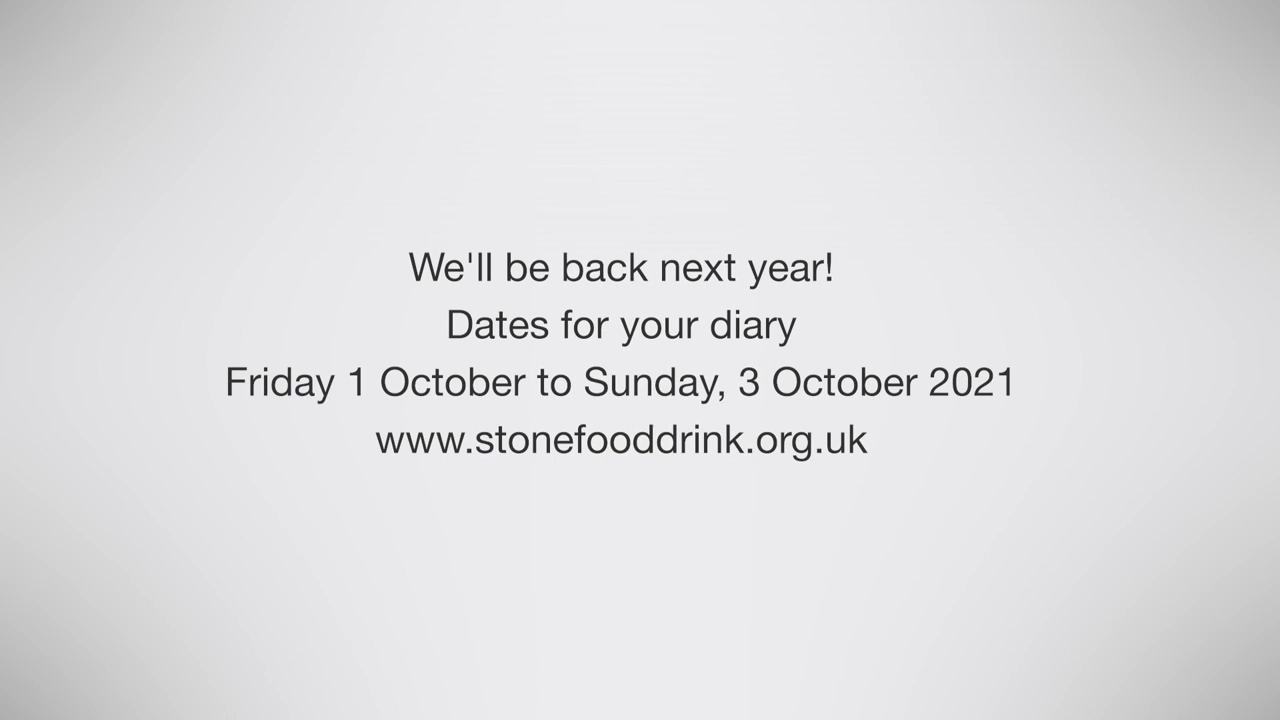 We'll be back next year!
Dates for your diary
Friday 1 October to Sunday, 3 October 2021
www.stonefooddrink.org.uk